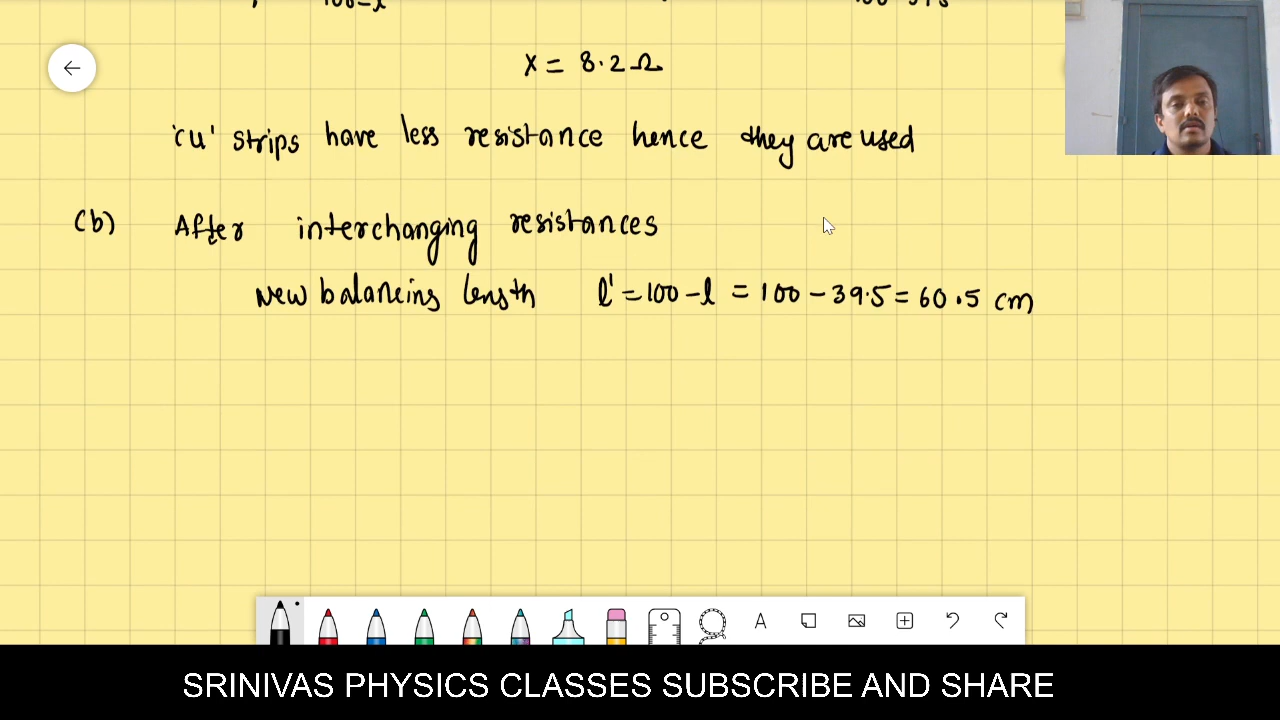 X = 8.2 Ω
'cu' strips have less resistance hence they are used
(b) After interchanging resistances
New balancing length l' = 100 - l = 100 - 39.5 = 60.5 cm
A
SRINIVAS PHYSICS CLASSES SUBSCRIBE AND SHARE